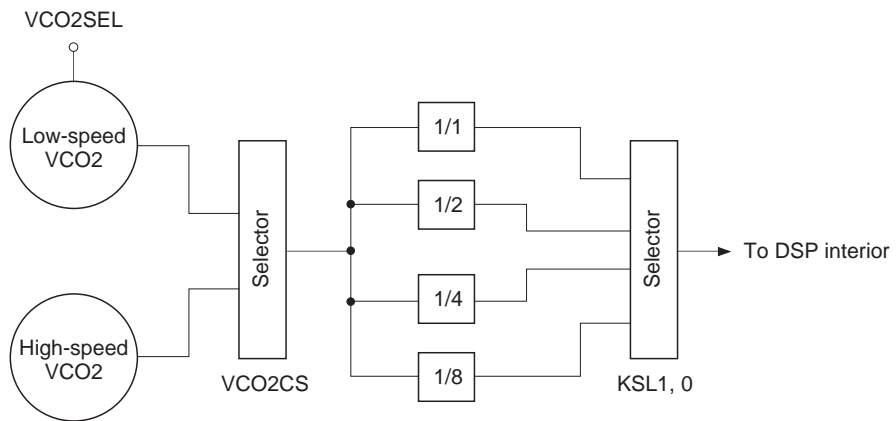 VCO2SEL
Low-speed
VCO2
High-speed
VCO2
Selector
VCO2CS
1/1
1/2
1/4
1/8
Selector
KSL1, 0
To DSP interior